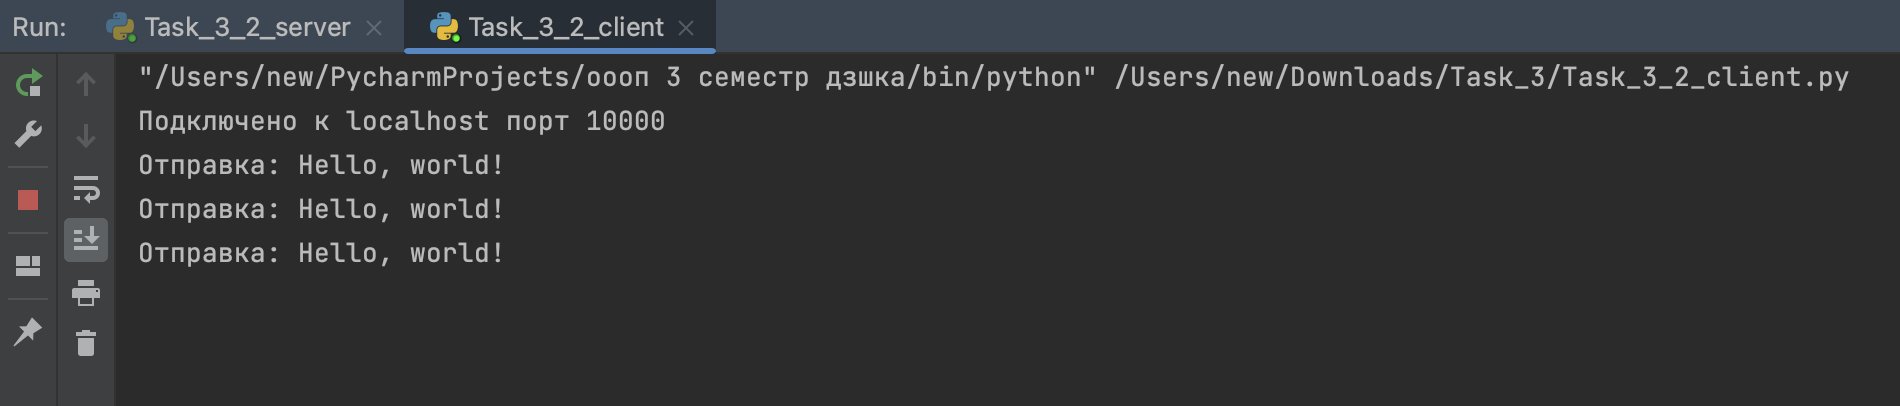 Run: Task_3_2_server Task_3_2_client
"/Users/new/PycharmProjects/оооп 3 семестр дзшка/bin/python" /Users/new/Downloads/Task_3/Task_3_2_client.py
Подключено к localhost порт 10000
Отправка: Hello, world!
Отправка: Hello, world!
Отправка: Hello, world!